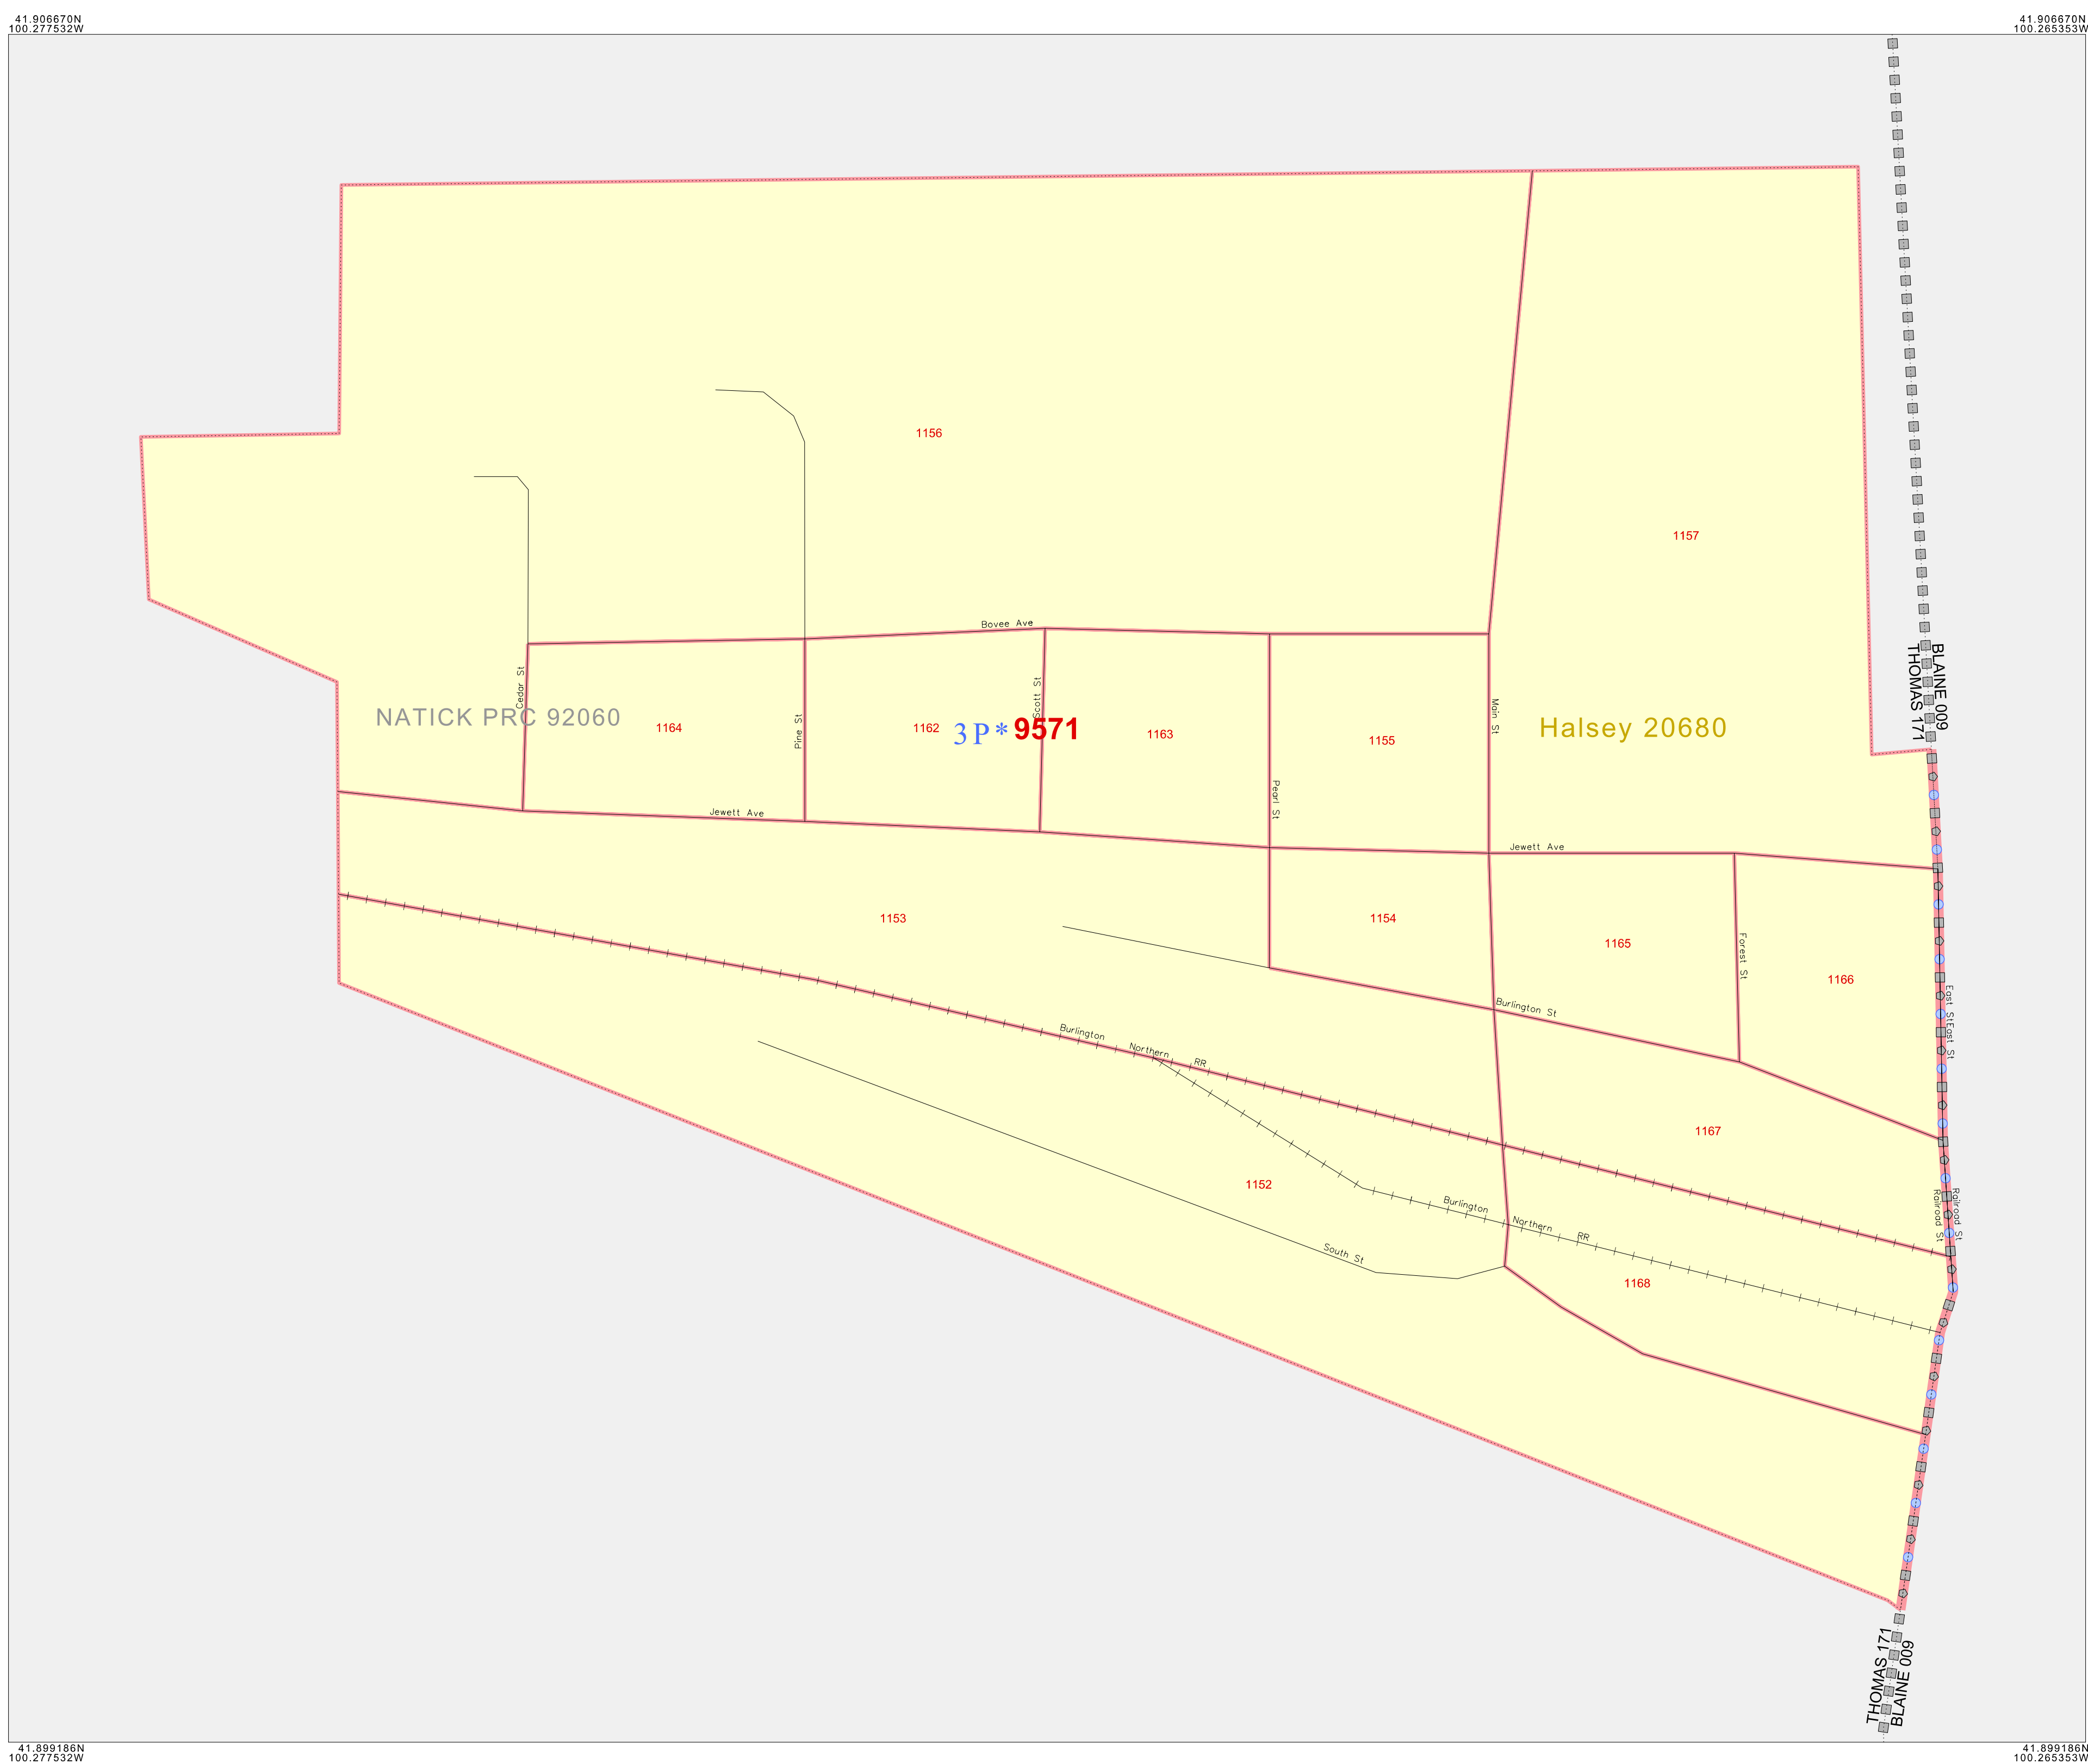 41.906670N
100.277532W
41.906670N
100.265353W
1156
1157
Bovee Ave
BLAINE 009
THOMAS 171
Cedar St
Scott St
Main St
NATICK PRC 92060
Pine St
1164
1162
3P*
9571
1163
1155
Halsey 20680
Pearl St
Jewett Ave
Jewett Ave
1153
1154
1165
Forest St
1166
East St
East St
Burlington St
Burlington Northern RR
1167
1152
Burlington Northern RR
Railroad St
Railroad St
South St
1168
THOMAS 171
BLAINE 009
41.899186N
100.277532W
41.899186N
100.265353W